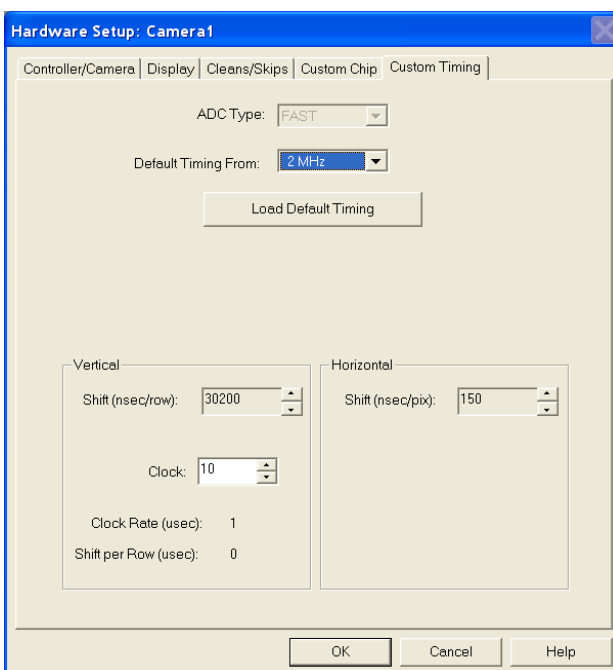 Hardware Setup: Camera1
Controller/Camera Display Cleans/Skips Custom Chip Custom Timing
ADC Type: FAST
Default Timing From: 2 MHz
Load Default Timing
Vertical
Shift (nsec/row): 30200
Clock: 10
Clock Rate (usec): 1
Shift per Row (usec): 0
Horizontal
Shift (nsec/pix): 150
OK Cancel Help